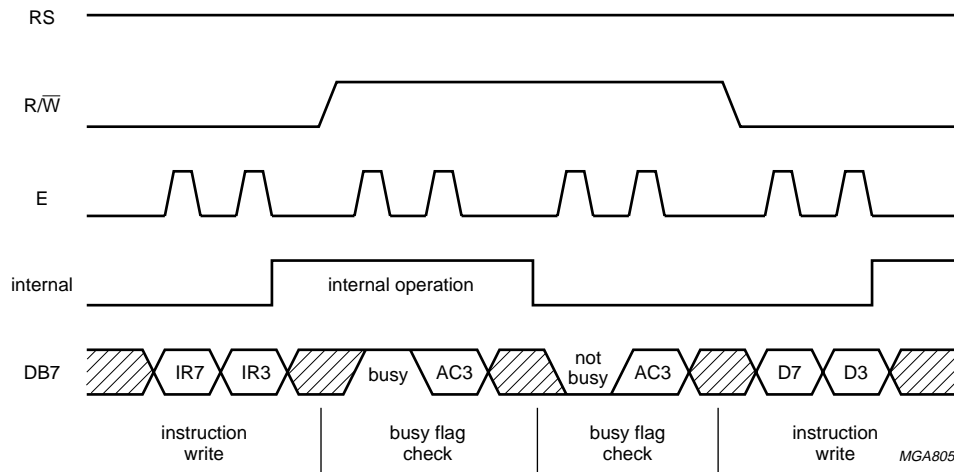 RS
R/W̅
E
internal
internal operation
DB7
IR7 IR3 busy AC3 not busy AC3 D7 D3
instruction write
busy flag check
busy flag check
instruction write
MGA805